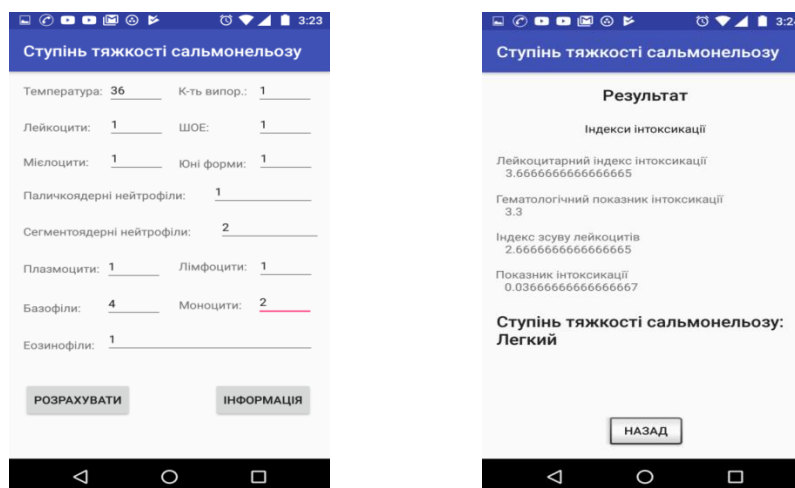 3:23
Ступінь тяжкості сальмонельозу
Температура: 36 К-ть випор.: 1
Лейкоцити: 1 ШОЕ: 1
Мієлоцити: 1 Юні форми: 1
Паличкоядерні нейтрофіли: 1
Сегментоядерні нейтрофіли: 2
Плазмоцити: 1 Лімфоцити: 1
Базофіли: 4 Моноцити: 2
Еозинофіли: 1
РОЗРАХУВАТИ ІНФОРМАЦІЯ
3:24
Ступінь тяжкості сальмонельозу
Результат
Індекси інтоксикації
Лейкоцитарний індекс інтоксикації
3.6666666666666665
Гематологічний показник інтоксикації
3.3
Індекс зсуву лейкоцитів
2.6666666666666665
Показник інтоксикації
0.03666666666666667
Ступінь тяжкості сальмонельозу:
Легкий
НАЗАД